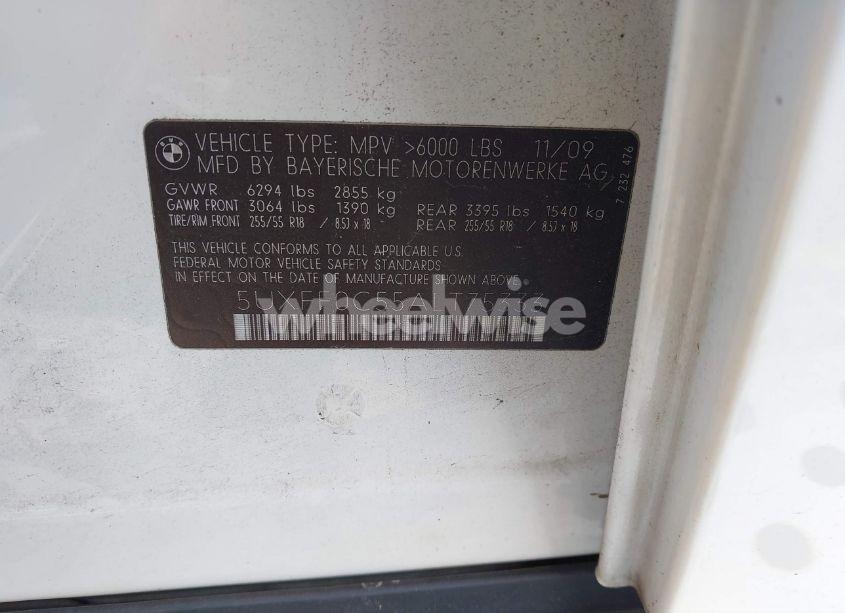 VEHICLE TYPE: MPV >6000 LBS 11/09
MFD BY BAYERISCHE MOTORENWERKE AG
7 232 476
GVWR 6294 lbs 2855 kg
GAWR FRONT 3064 lbs 1390 kg REAR 3395 lbs 1540 kg
TIRE/RIM FRONT 255/55 R18 / 8.5J x 18 REAR 255/55 R18 / 8.5J x 18
THIS VEHICLE CONFORMS TO ALL APPLICABLE U.S.
FEDERAL MOTOR VEHICLE SAFETY STANDARDS
IN EFFECT ON THE DATE OF MANUFACTURE SHOWN ABOVE:
wheelwise